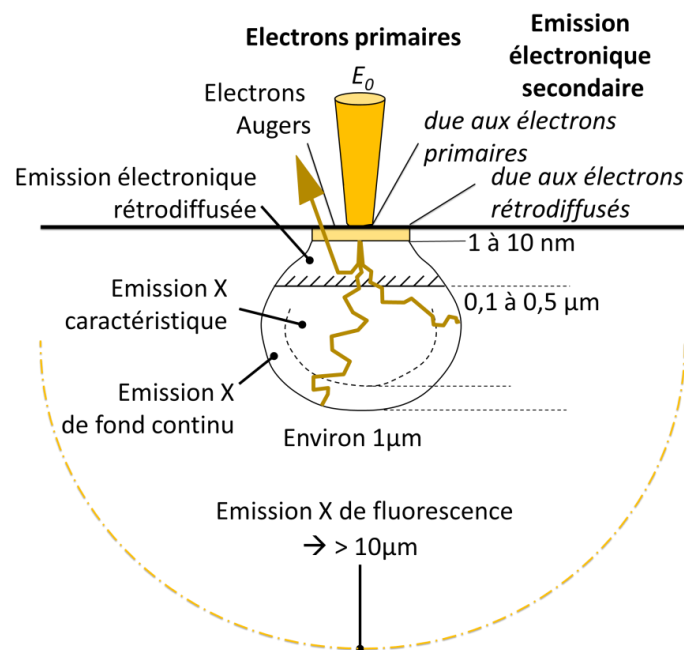 Electrons primaires
E0
Emission
électronique
secondaire
Electrons
Augers
due aux électrons
primaires
Emission électronique
rétrodiffusée
due aux électrons
rétrodiffusés
1 à 10 nm
0,1 à 0,5 µm
Emission X
caractéristique
Emission X
de fond continu
Environ 1µm
Emission X de fluorescence
→ > 10µm